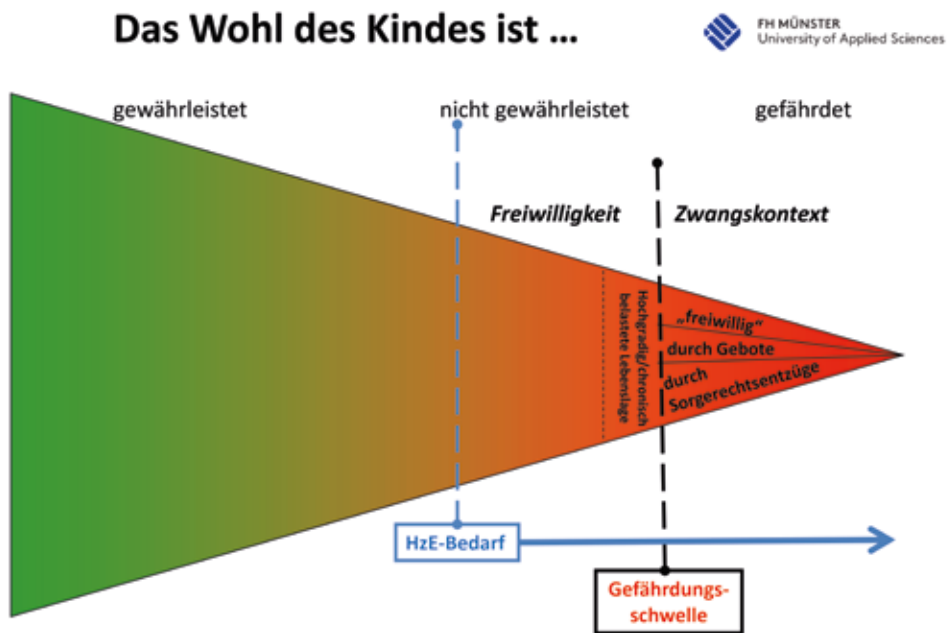 Das Wohl des Kindes ist ...
FH MÜNSTER
University of Applied Sciences
gewährleistet
nicht gewährleistet
gefährdet
Freiwilligkeit
Zwangskontext
Hochgradig/chronisch
belastete Lebenslage
„freiwillig“
durch Gebote
durch
Sorgerechtsentzüge
HzE-Bedarf
Gefährdungs-
schwelle